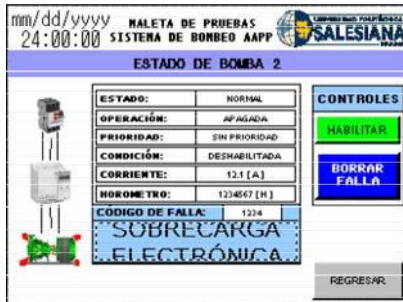 mm/dd/yyyy
24:00:00
MALETA DE PRUEBAS
SISTEMA DE BOMBEO AAPP
UNIVERSIDAD POLITÉCNICA
SALESIANA
ESTADO DE BOMBA 2
ESTADO: NORMAL
OPERACIÓN: APAGADA
PRIORIDAD: SIN PRIORIDAD
CONDICIÓN: DESHABILITADA
CORRIENTE: 12.1 [A]
HOROMETRO: 1234567 [H]
CÓDIGO DE FALLA: 1234
SOBRECARGA
ELECTRÓNICA
CONTROLES
HABILITAR
BORRAR
FALLA
REGRESAR